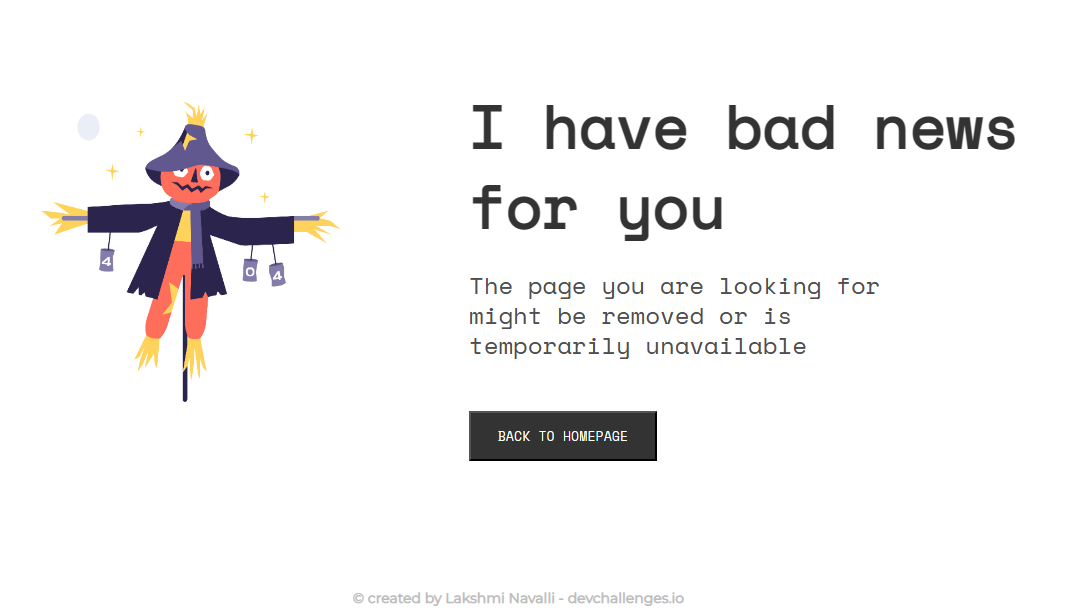 I have bad news
for you
4
0
4
The page you are looking for
might be removed or is
temporarily unavailable
BACK TO HOMEPAGE
© created by Lakshmi Navalli - devchallenges.io